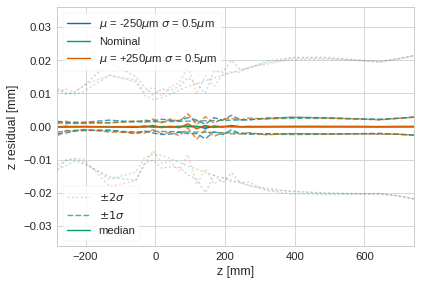 0.03
0.02
0.01
0.00
−0.01
−0.02
−0.03
z residual [mm]
μ = -250μm σ = 0.5μm
Nominal
μ = +250μm σ = 0.5μm
±2σ
±1σ
median
−200 0 200 400 600
z [mm]